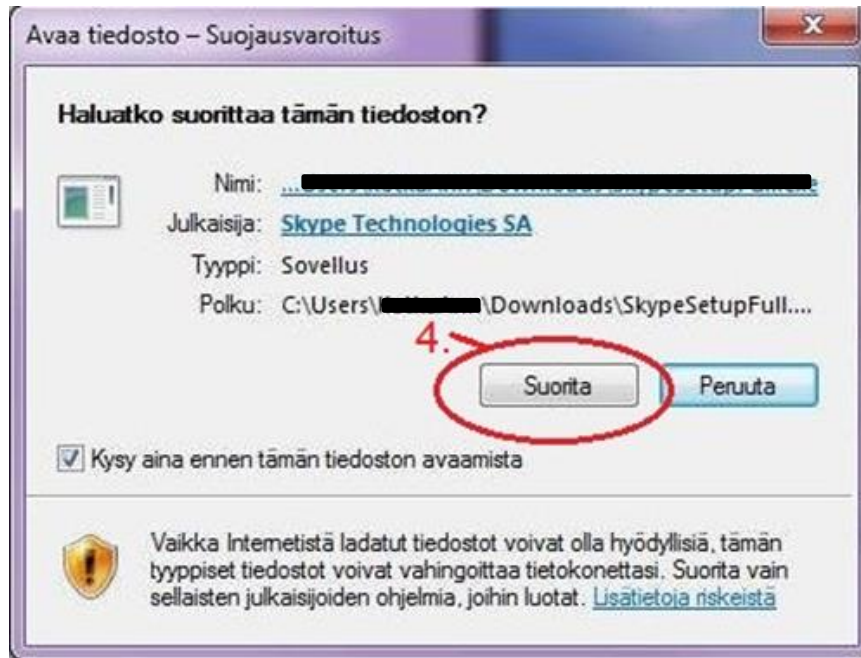 Avaa tiedosto – Suojausvaroitus
Haluatko suorittaa tämän tiedoston?
Nimi: ...
Julkaisija: Skype Technologies SA
Tyyppi: Sovellus
Polku: C:\Users\ \Downloads\SkypeSetupFull....
4.
Suorita Peruuta
Kysy aina ennen tämän tiedoston avaamista
Vaikka Internetistä ladatut tiedostot voivat olla hyödyllisiä, tämän
tyyppiset tiedostot voivat vahingoittaa tietokonettasi. Suorita vain
sellaisten julkaisijoiden ohjelmia, joihin luotat. Lisätietoja riskeistä